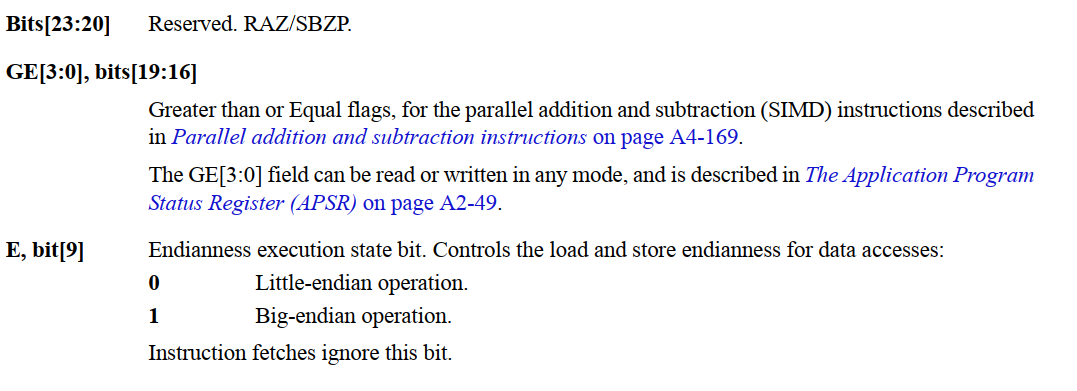 Bits[23:20] Reserved. RAZ/SBZP.
GE[3:0], bits[19:16]
Greater than or Equal flags, for the parallel addition and subtraction (SIMD) instructions described
in Parallel addition and subtraction instructions on page A4-169.
The GE[3:0] field can be read or written in any mode, and is described in The Application Program
Status Register (APSR) on page A2-49.
E, bit[9] Endianness execution state bit. Controls the load and store endianness for data accesses:
0 Little-endian operation.
1 Big-endian operation.
Instruction fetches ignore this bit.